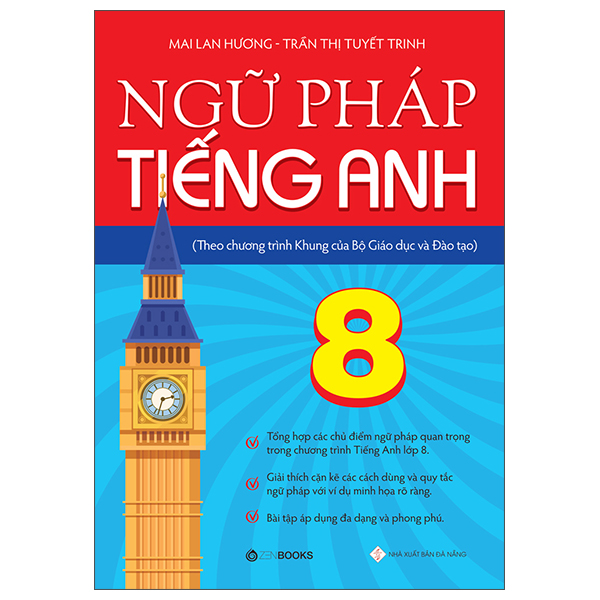 MAI LAN HƯƠNG - TRẦN THỊ TUYẾT TRINH
NGỮ PHÁP
TIẾNG ANH
(Theo chương trình Khung của Bộ Giáo dục và Đào tạo)
8
Tổng hợp các chủ điểm ngữ pháp quan trọng
trong chương trình Tiếng Anh lớp 8.
Giải thích cặn kẽ các cách dùng và quy tắc
ngữ pháp với ví dụ minh họa rõ ràng.
Bài tập áp dụng đa dạng và phong phú.
ZENBOOKS
NHÀ XUẤT BẢN ĐÀ NẴNG